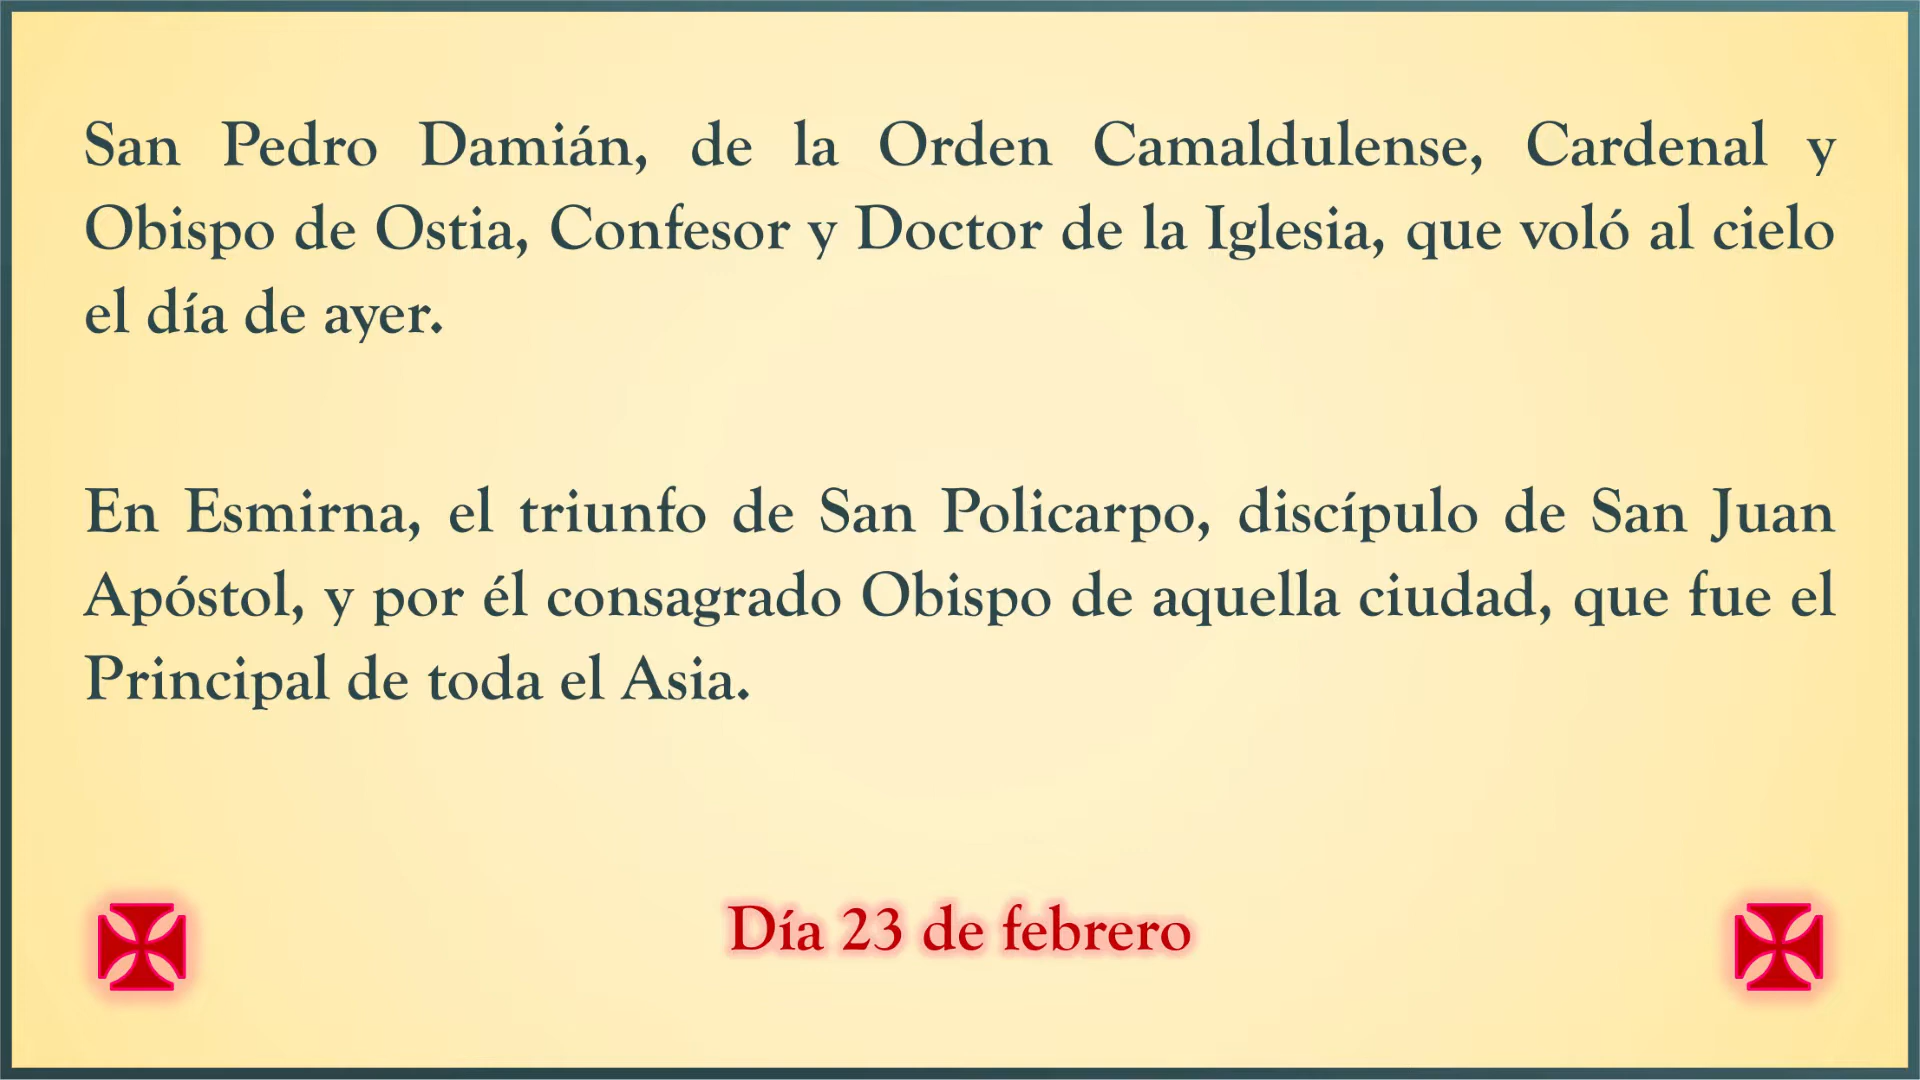 San Pedro Damián, de la Orden Camaldulense, Cardenal y
Obispo de Ostia, Confesor y Doctor de la Iglesia, que voló al cielo
el día de ayer.
En Esmirna, el triunfo de San Policarpo, discípulo de San Juan
Apóstol, y por él consagrado Obispo de aquella ciudad, que fue el
Principal de toda el Asia.
Día 23 de febrero